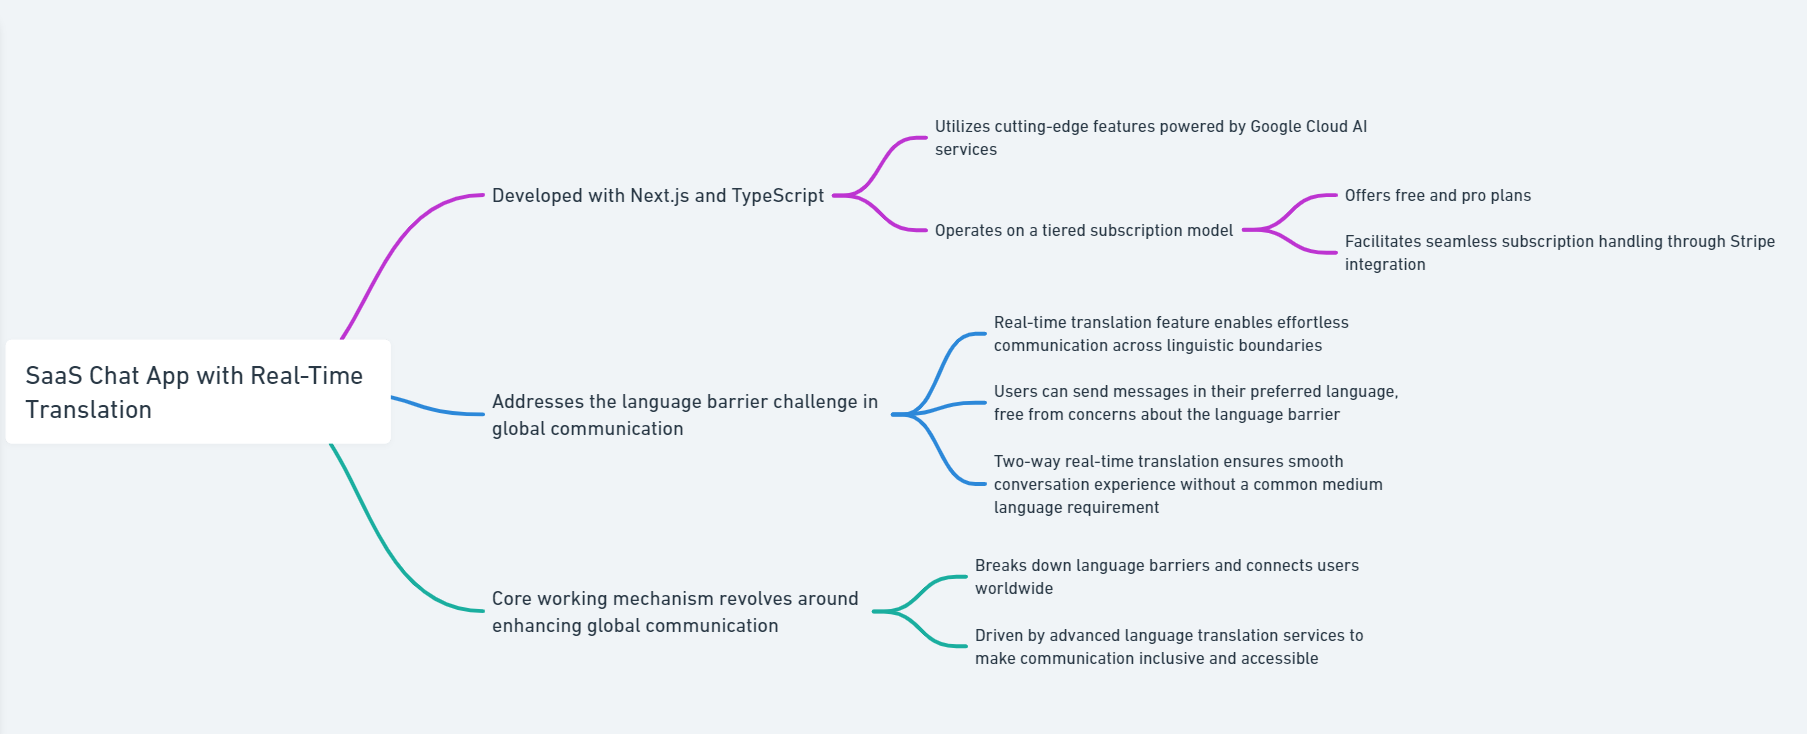 SaaS Chat App with Real-Time
Translation
Developed with Next.js and TypeScript
Utilizes cutting-edge features powered by Google Cloud AI
services
Operates on a tiered subscription model
Offers free and pro plans
Facilitates seamless subscription handling through Stripe
integration
Addresses the language barrier challenge in
global communication
Real-time translation feature enables effortless
communication across linguistic boundaries
Users can send messages in their preferred language,
free from concerns about the language barrier
Two-way real-time translation ensures smooth
conversation experience without a common medium
language requirement
Core working mechanism revolves around
enhancing global communication
Breaks down language barriers and connects users
worldwide
Driven by advanced language translation services to
make communication inclusive and accessible